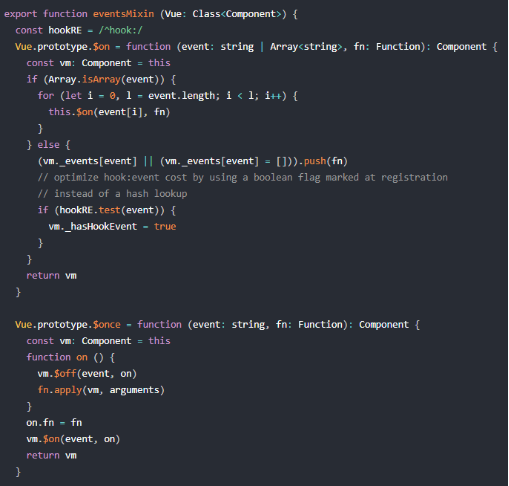 export function eventsMixin (Vue: Class<Component>) {
  const hookRE = /^hook:/
  Vue.prototype.$on = function (event: string | Array<string>, fn: Function): Component {
    const vm: Component = this
    if (Array.isArray(event)) {
      for (let i = 0, l = event.length; i < l; i++) {
        this.$on(event[i], fn)
      }
    } else {
      (vm._events[event] || (vm._events[event] = [])).push(fn)
      // optimize hook:event cost by using a boolean flag marked at registration
      // instead of a hash lookup
      if (hookRE.test(event)) {
        vm._hasHookEvent = true
      }
    }
    return vm
  }

  Vue.prototype.$once = function (event: string, fn: Function): Component {
    const vm: Component = this
    function on () {
      vm.$off(event, on)
      fn.apply(vm, arguments)
    }
    on.fn = fn
    vm.$on(event, on)
    return vm
  }